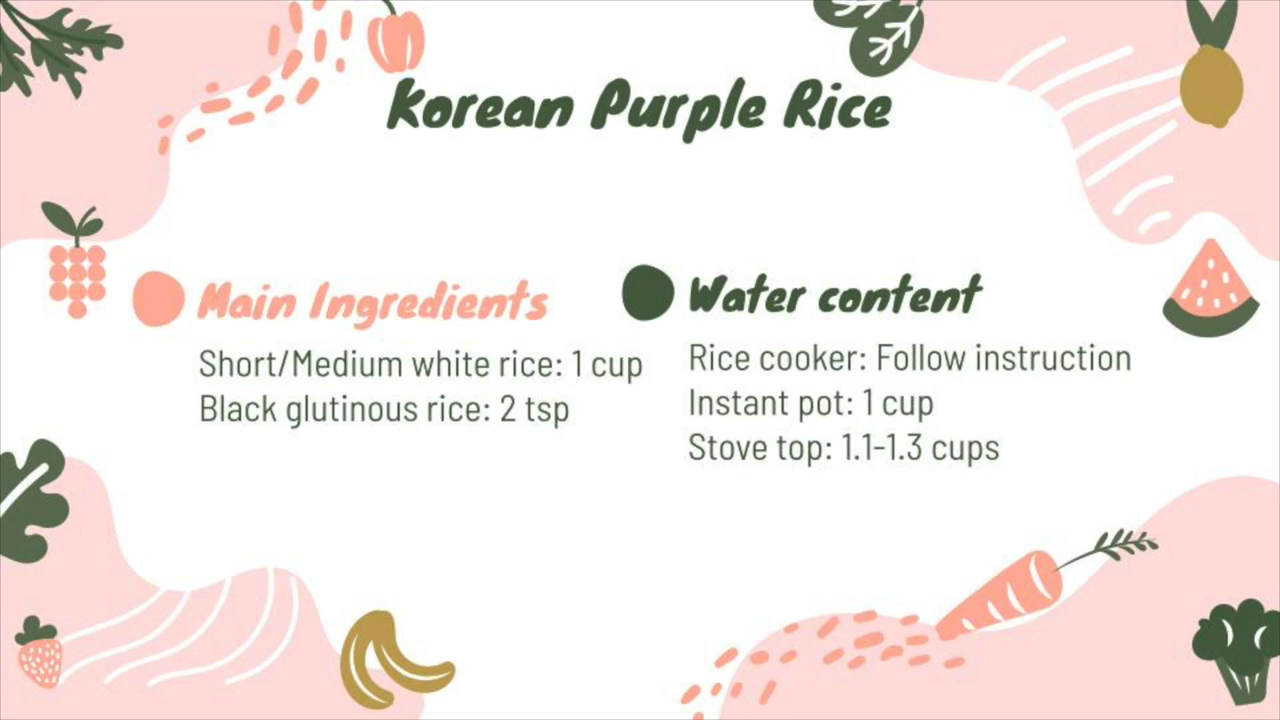 Korean Purple Rice
Main Ingredients
Short/Medium white rice: 1 cup
Black glutinous rice: 2 tsp
Water content
Rice cooker: Follow instruction
Instant pot: 1 cup
Stove top: 1.1-1.3 cups